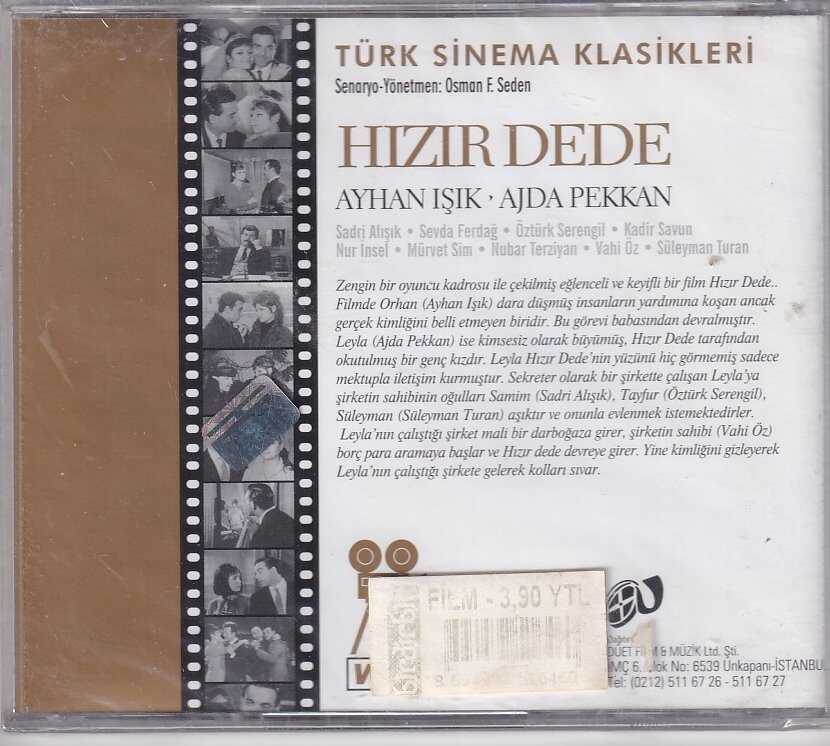 TÜRK SİNEMA KLASİKLERİ
Senaryo-Yönetmen: Osman F. Seden
HIZIR DEDE
AYHAN IŞIK • AJDA PEKKAN
Sadri Alışık • Sevda Ferdağ • Öztürk Serengil • Kadir Savun
Nur İnsel • Mürvet Sim • Nubar Terziyan • Vahi Öz • Süleyman Turan
Zengin bir oyuncu kadrosu ile çekilmiş eğlenceli ve keyifli bir film Hızır Dede..
Filmde Orhan (Ayhan Işık) dara düşmüş insanların yardımına koşan ancak
gerçek kimliğini belli etmeyen biridir. Bu görevi babasından devralmıştır.
Leyla (Ajda Pekkan) ise kimsesiz olarak büyümüş, Hızır Dede tarafından
okutulmuş bir genç kızdır. Leyla Hızır Dede'nin yüzünü hiç görmemiş sadece
mektupla iletişim kurmuştur. Sekreter olarak bir şirkette çalışan Leyla'ya
şirketin sahibinin oğulları Samim (Sadri Alışık), Tayfur (Öztürk Serengil),
Süleyman (Süleyman Turan) aşıktır ve onunla evlenmek istemektedirler.
Leyla'nın çalıştığı şirket mali bir darboğaza girer, şirketin sahibi (Vahi Öz)
borç para aramaya başlar ve Hızır dede devreye girer. Yine kimliğini gizleyerek
Leyla'nın çalıştığı şirkete gelerek kolları sıvar.
FILM - 3,90 YTL
DÜET FİLM & MÜZİK Ltd. Şti.
İMÇ 6. Blok No: 6539 Unkapanı-İSTANBUL
Tel: (0212) 511 67 26 - 511 67 27